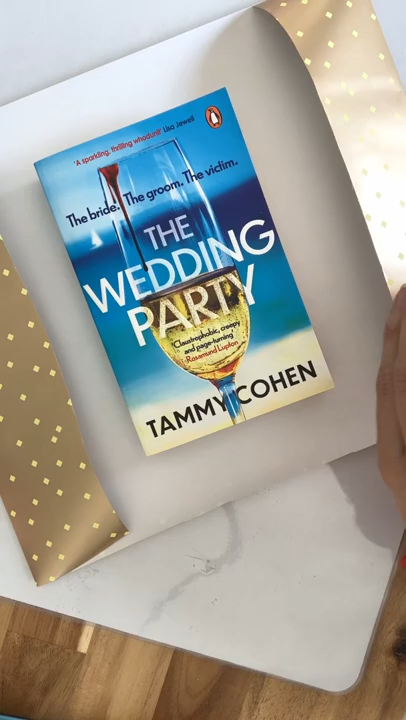 'A sparkling, thrilling whodunit' Lisa Jewell
The bride. The groom. The victim.
THE
WEDDING
PARTY
'Claustrophobic, creepy
and page-turning'
Rosamund Lupton
TAMMY COHEN